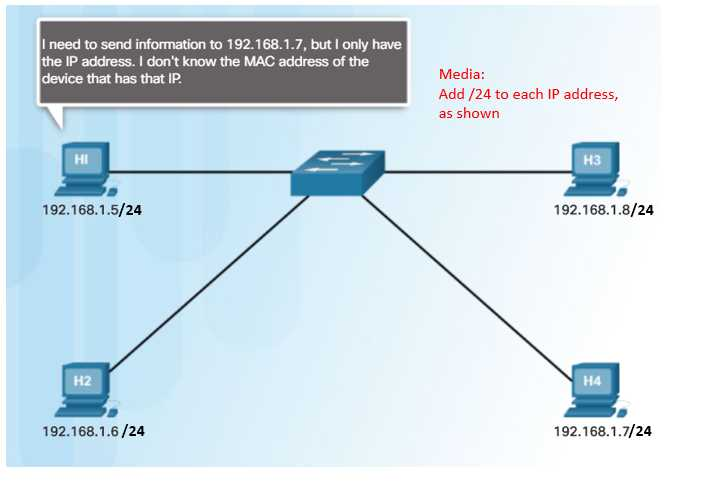 I need to send information to 192.168.1.7, but I only have
the IP address. I don't know the MAC address of the
device that has that IP.
Media:
Add /24 to each IP address,
as shown
H1
H3
192.168.1.5/24
192.168.1.8/24
H2
H4
192.168.1.6 /24
192.168.1.7/24